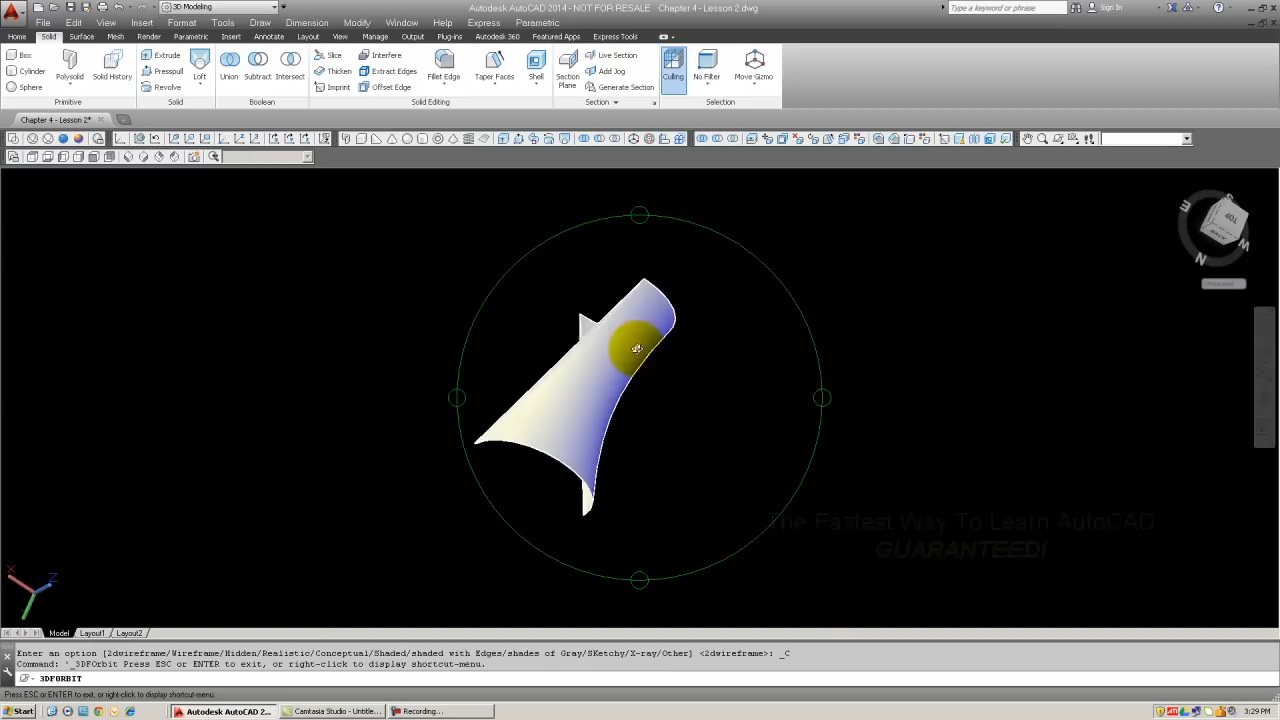 3D Modeling
Autodesk AutoCAD 2014 - NOT FOR RESALE Chapter 4 - Lesson 2.dwg
Type a keyword or phrase
Sign In
File Edit View Insert Format Tools Draw Dimension Modify Window Help Express Parametric
Home Solid Surface Mesh Render Parametric Insert Annotate Layout View Manage Output Plug-ins Autodesk 360 Featured Apps Express Tools
Box
Cylinder
Sphere
Polysolid
Solid History
Primitive
Extrude
Presspull
Revolve
Loft
Solid
Union
Subtract
Intersect
Boolean
Slice
Thicken
Imprint
Interfere
Extract Edges
Offset Edge
Fillet Edge
Taper Faces
Shell
Solid Editing
Section
Plane
Live Section
Add Jog
Generate Section
Section
Culling
No Filter
Move Gizmo
Selection
Chapter 4 - Lesson 2*
S
E
TOP
W
N
The Fastest Way To Learn AutoCAD
GUARANTEED!
X
Z
Model Layout1 Layout2
Enter an option [2dwireframe/Wireframe/Hidden/Realistic/Conceptual/Shaded/shaded with Edges/shades of Gray/SKetchy/X-ray/Other] <2dwireframe>: _C
Command: '_3DFOrbit Press ESC or ENTER to exit, or right-click to display shortcut-menu.
3DFORBIT
Press ESC or ENTER to exit, or right-click to display shortcut-menu.
Start
Autodesk AutoCAD 2...
Camtasia Studio - Untitle...
Recording...
3:29 PM